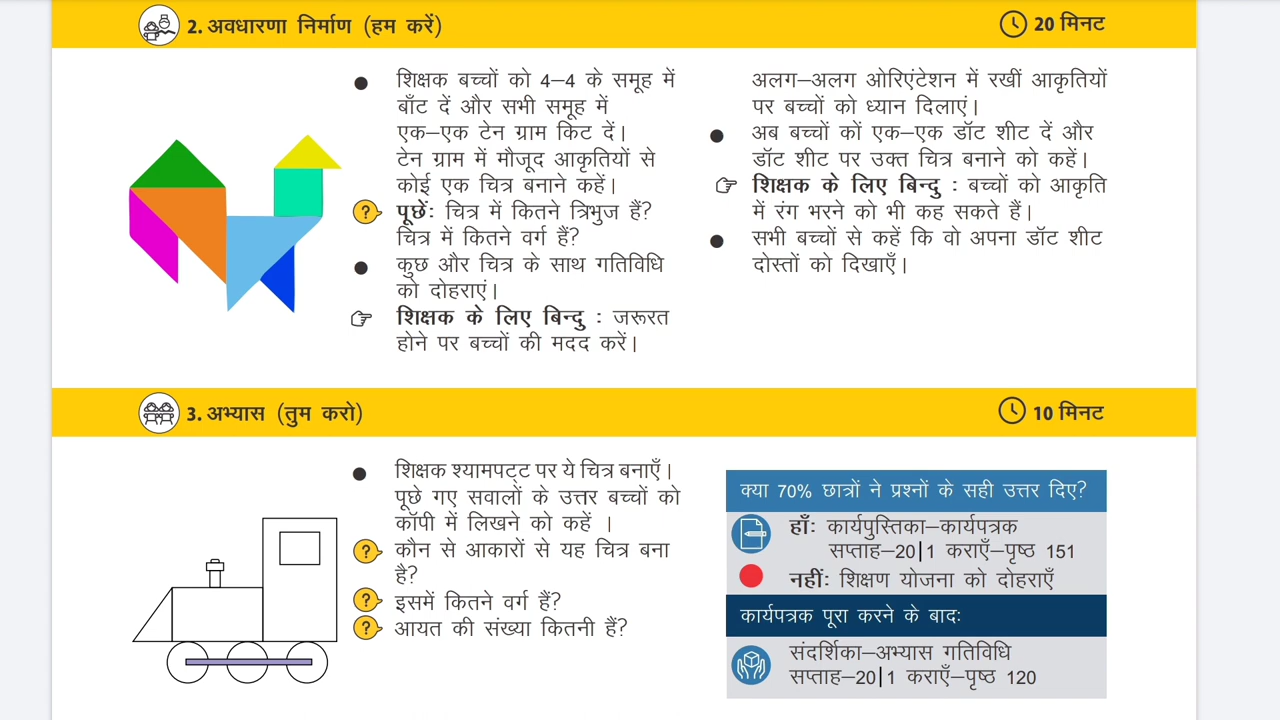 2. अवधारणा निर्माण (हम करें)
20 मिनट
शिक्षक बच्चों को 4–4 के समूह में
बाँट दें और सभी समूह में
एक–एक टेन ग्राम किट दें।
टेन ग्राम में मौजूद आकृतियों से
कोई एक चित्र बनाने कहें।
पूछेंः चित्र में कितने त्रिभुज हैं?
चित्र में कितने वर्ग हैं?
कुछ और चित्र के साथ गतिविधि
को दोहराएं।
शिक्षक के लिए बिन्दु : जरूरत
होने पर बच्चों की मदद करें।
अलग–अलग ओरिएंटेशन में रखीं आकृतियों
पर बच्चों को ध्यान दिलाएं।
अब बच्चों कों एक–एक डॉट शीट दें और
डॉट शीट पर उक्त चित्र बनाने को कहें।
शिक्षक के लिए बिन्दु : बच्चों को आकृति
में रंग भरने को भी कह सकते हैं।
सभी बच्चों से कहें कि वो अपना डॉट शीट
दोस्तों को दिखाएँ।
3. अभ्यास (तुम करो)
10 मिनट
शिक्षक श्यामपट्ट पर ये चित्र बनाएँ।
पूछे गए सवालों के उत्तर बच्चों को
कॉपी में लिखने को कहें ।
कौन से आकारों से यह चित्र बना
है?
इसमें कितने वर्ग हैं?
आयत की संख्या कितनी हैं?
क्या 70% छात्रों ने प्रश्नों के सही उत्तर दिए?
हाँः कार्यपुस्तिका–कार्यपत्रक
सप्ताह–20|1 कराएँ–पृष्ठ 151
नहींः शिक्षण योजना को दोहराएँ
कार्यपत्रक पूरा करने के बादः
संदर्शिका–अभ्यास गतिविधि
सप्ताह–20|1 कराएँ–पृष्ठ 120